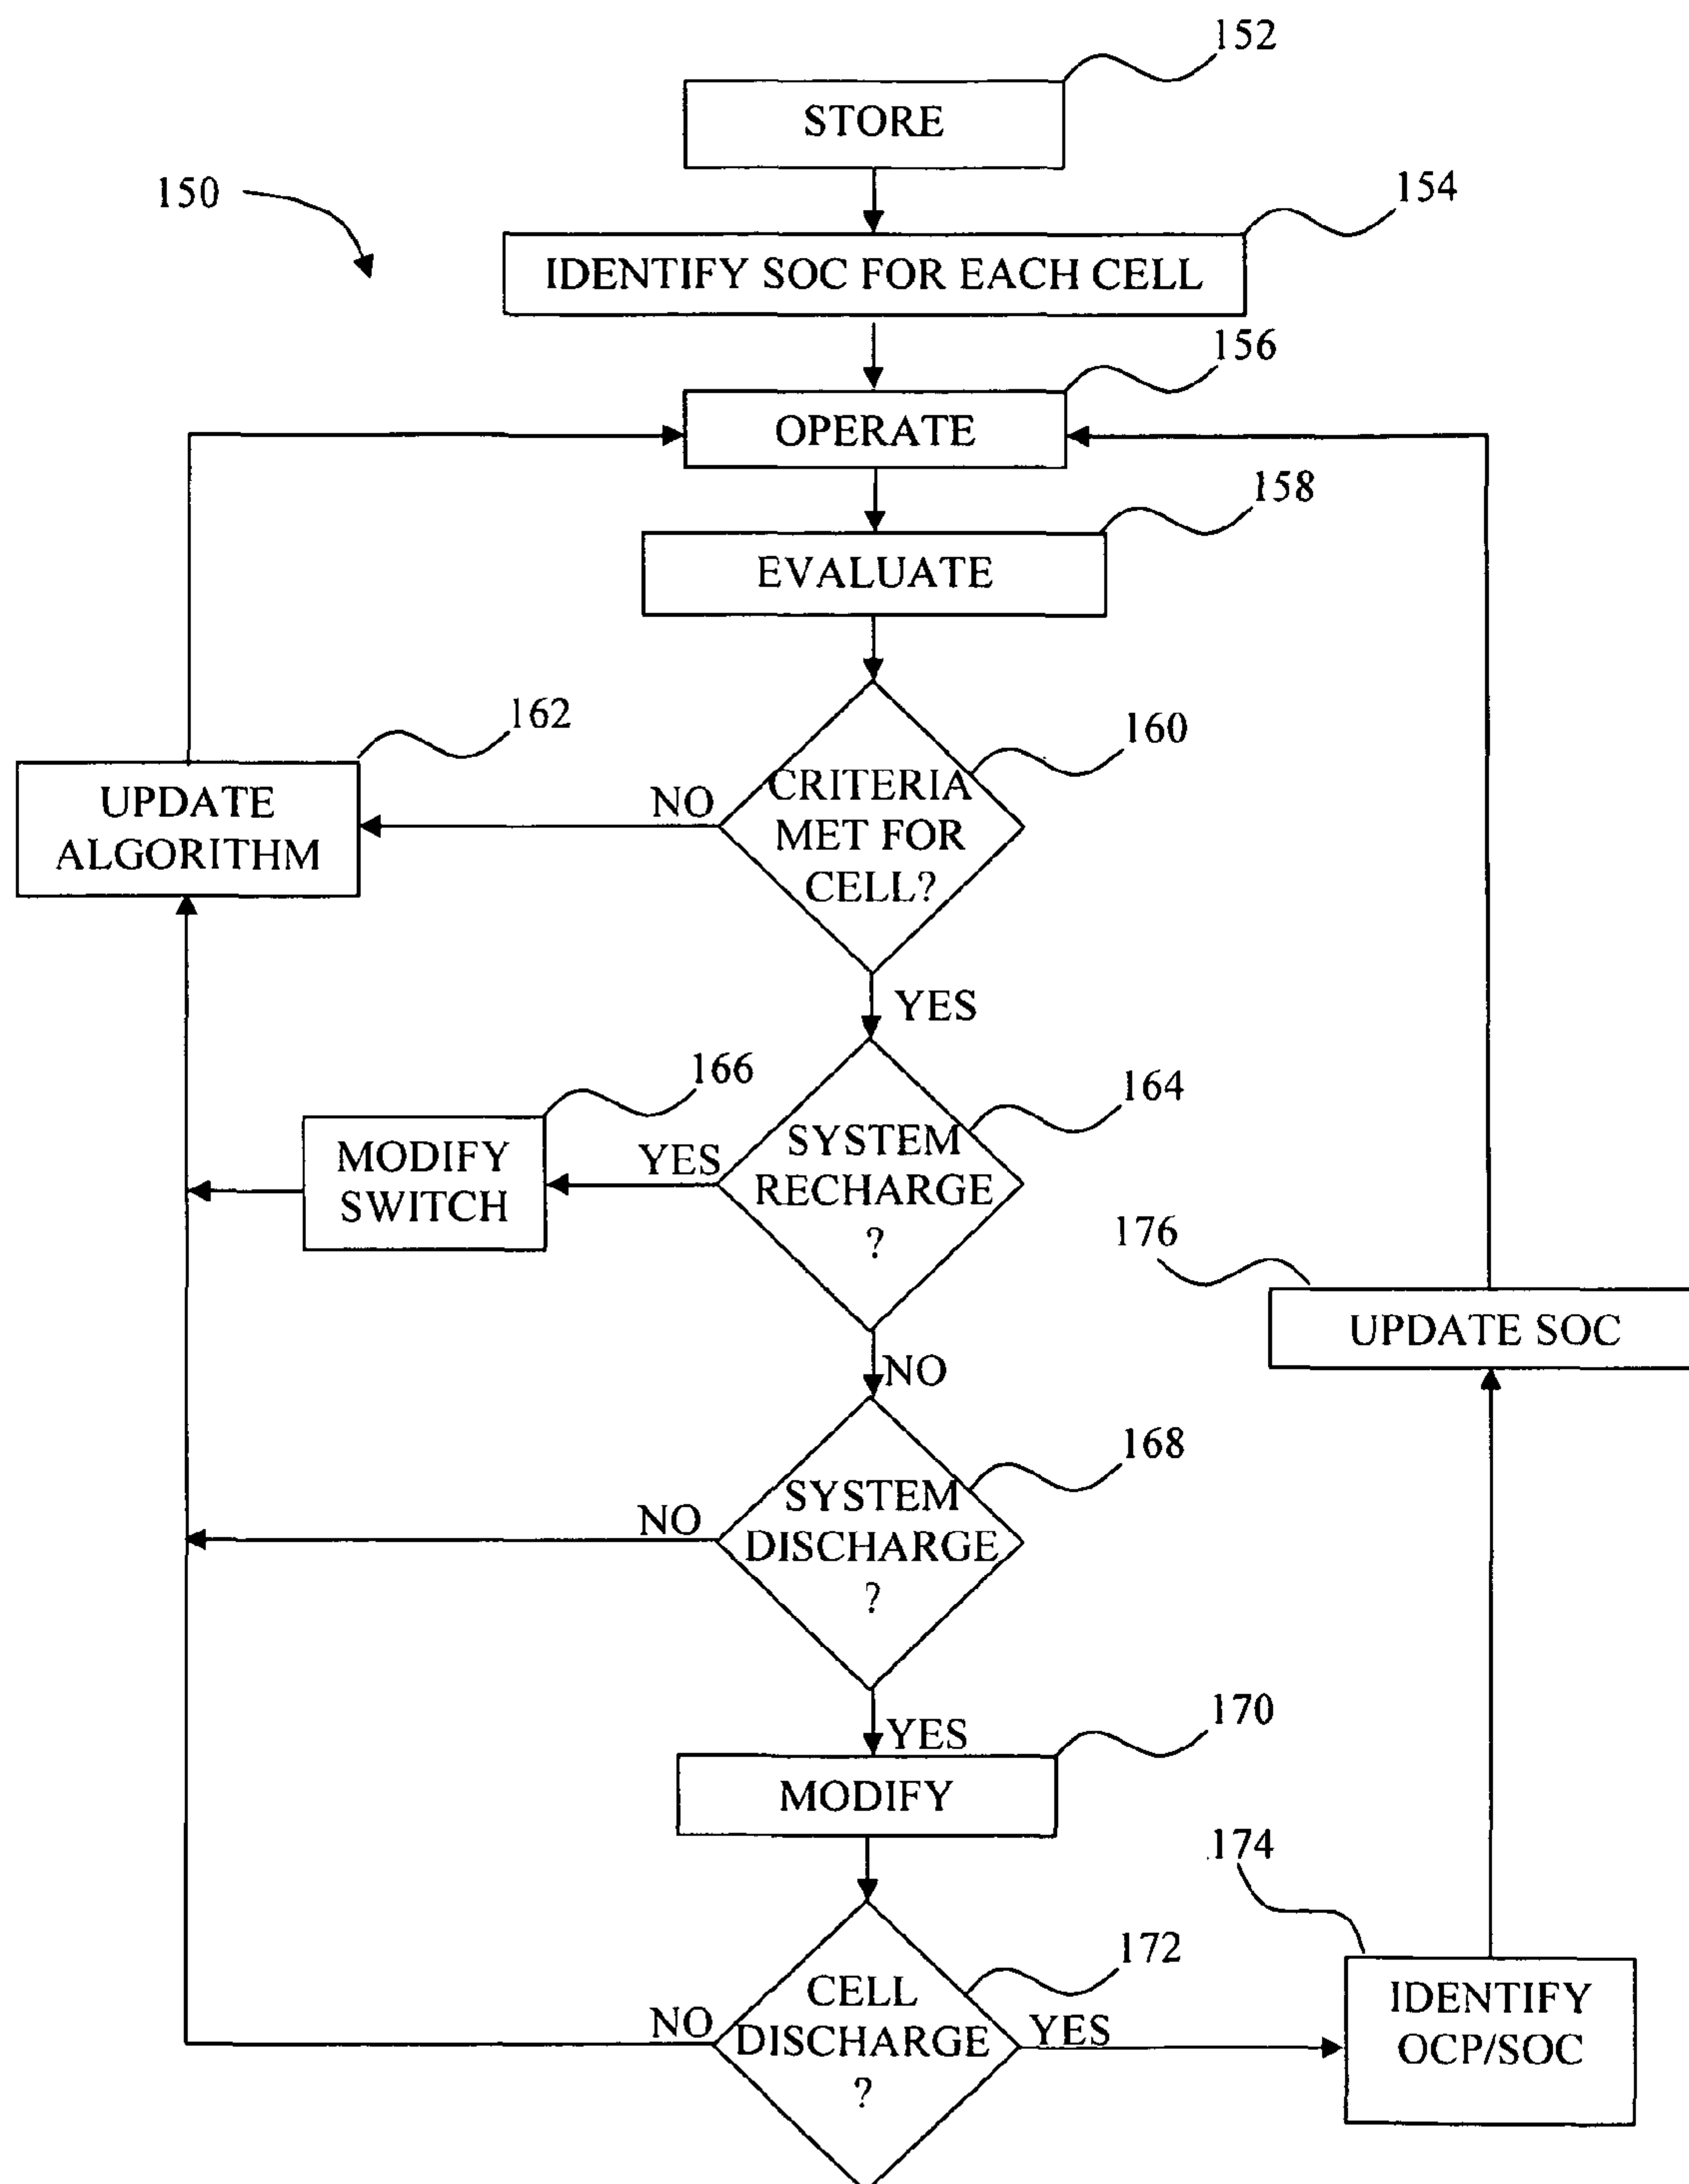 152
STORE
150
154
IDENTIFY SOC FOR EACH CELL
156
OPERATE
158
EVALUATE
162
160
UPDATE
ALGORITHM
NO
CRITERIA
MET FOR
CELL?
YES
166
164
MODIFY
SWITCH
YES
SYSTEM
RECHARGE
?
176
UPDATE SOC
NO
168
NO
SYSTEM
DISCHARGE
?
YES
170
MODIFY
174
172
NO
CELL
DISCHARGE
?
YES
IDENTIFY
OCP/SOC